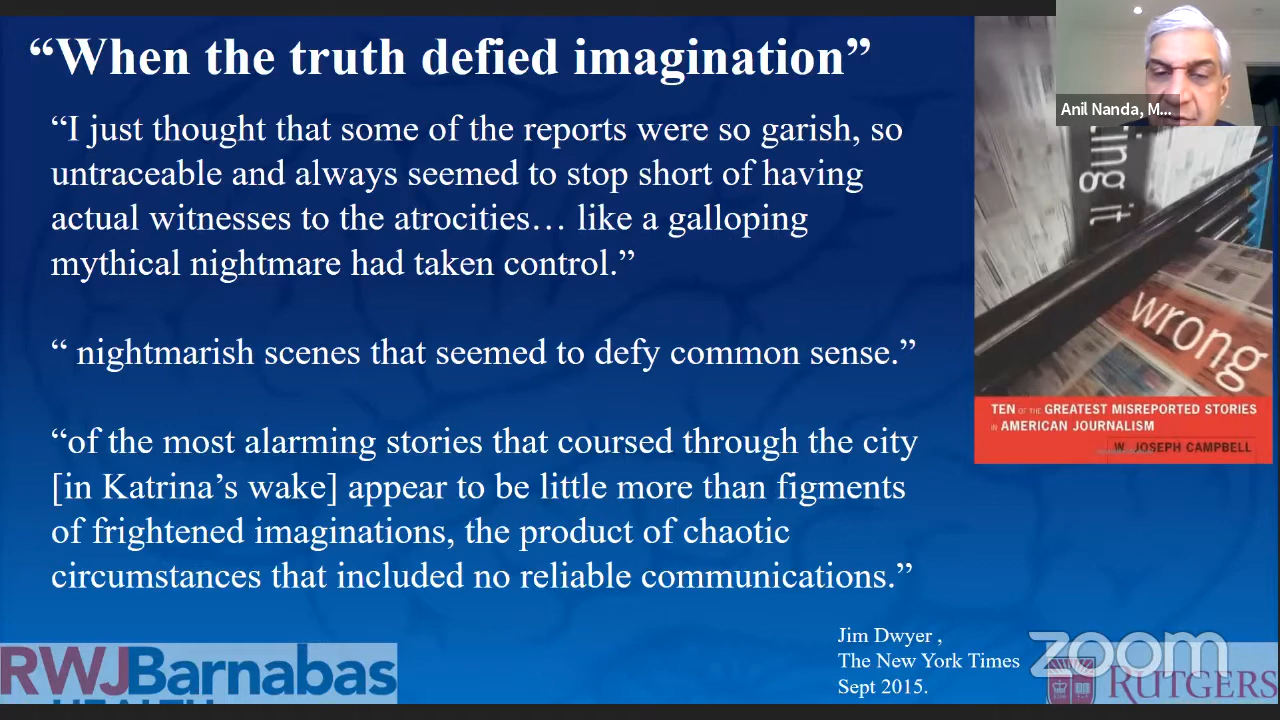 “When the truth defied imagination”
“I just thought that some of the reports were so garish, so
untraceable and always seemed to stop short of having
actual witnesses to the atrocities… like a galloping
mythical nightmare had taken control.”
“ nightmarish scenes that seemed to defy common sense.”
“of the most alarming stories that coursed through the city
[in Katrina’s wake] appear to be little more than figments
of frightened imaginations, the product of chaotic
circumstances that included no reliable communications.”
Jim Dwyer ,
The New York Times
Sept 2015.
Anil Nanda, M...
ting it
wrong
TEN OF THE GREATEST MISREPORTED STORIES
IN AMERICAN JOURNALISM
W. JOSEPH CAMPBELL
RWJBarnabas
HEALTH
zoom
RUTGERS